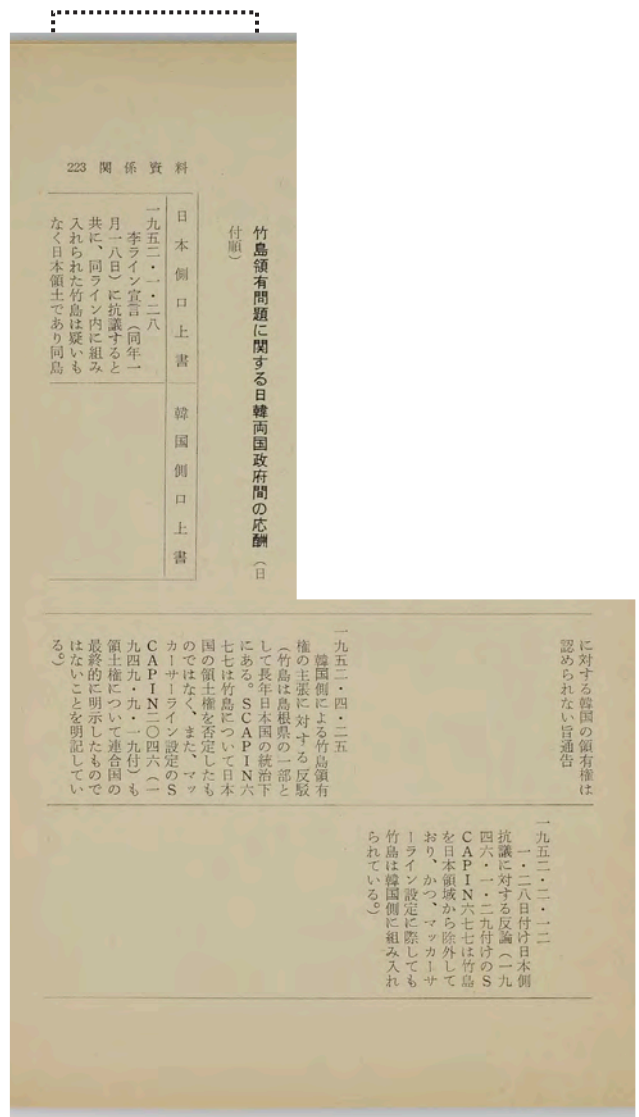 223 関係資料
竹島領有問題に関する日韓両国政府間の応酬（日
付順）
日本側口上書
韓国側口上書
一九五二・一・二八
李ライン宣言（同年一
月一八日）に抗議すると
共に、同ライン内に組み
入れられた竹島は疑いも
なく日本領土であり同島
に対する韓国の領有権は
認められない旨通告
一九五二・二・一二
一・二八日付け日本側
抗議に対する反論（一九
四六・一・二九付けのS
CAPIN六七七は竹島
を日本領域から除外して
おり、かつ、マッカーサ
ーライン設定に際しても
竹島は韓国側に組み入れ
られている。）
一九五二・四・二五
韓国側による竹島領有
権の主張に対する反駁
（竹島は島根県の一部と
して長年日本国の統治下
にある。SCAPIN六
七七は竹島について日本
国の領土権を否定したも
のではなく、また、マッ
カーサーライン設定のS
CAPIN二〇四六（一
九四九・九・一九付）も
領土権について連合国の
最終的に明示したもので
はないことを明記してい
る。）